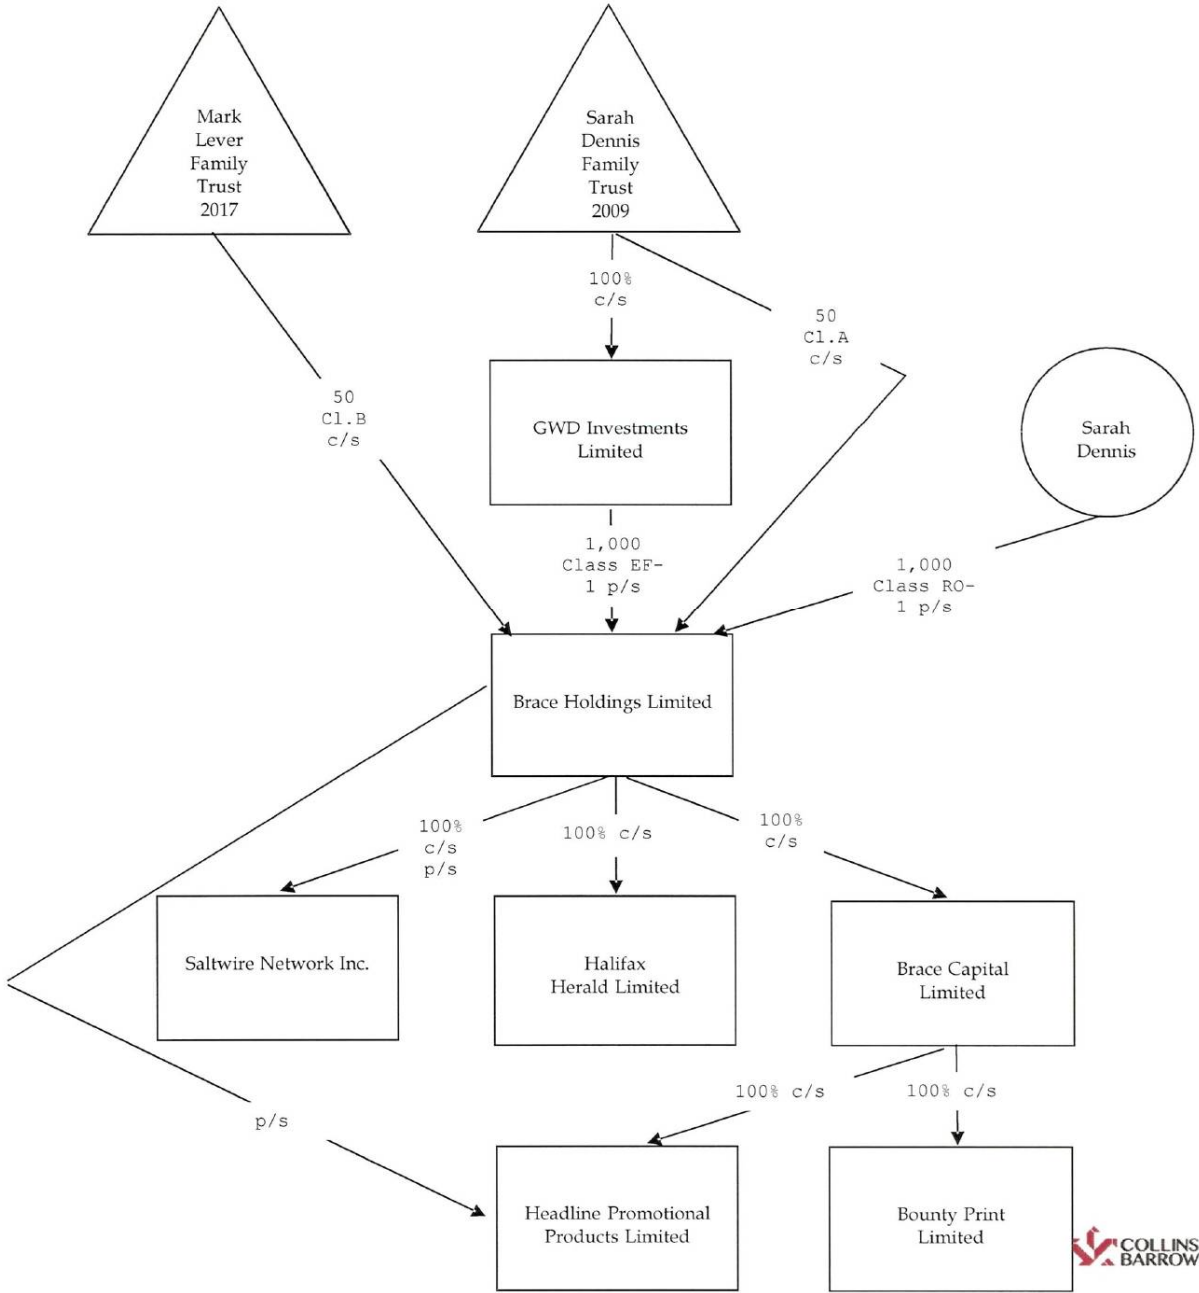 Mark
Lever
Family
Trust
2017
Sarah
Dennis
Family
Trust
2009
100%
c/s
50
Cl.A
c/s
50
Cl.B
c/s
GWD Investments
Limited
Sarah
Dennis
1,000
Class EF-
1 p/s
1,000
Class RO-
1 p/s
Brace Holdings Limited
100%
c/s
p/s
100% c/s
100%
c/s
Saltwire Network Inc.
Halifax
Herald Limited
Brace Capital
Limited
p/s
100% c/s
100% c/s
Headline Promotional
Products Limited
Bounty Print
Limited
COLLINS
BARROW